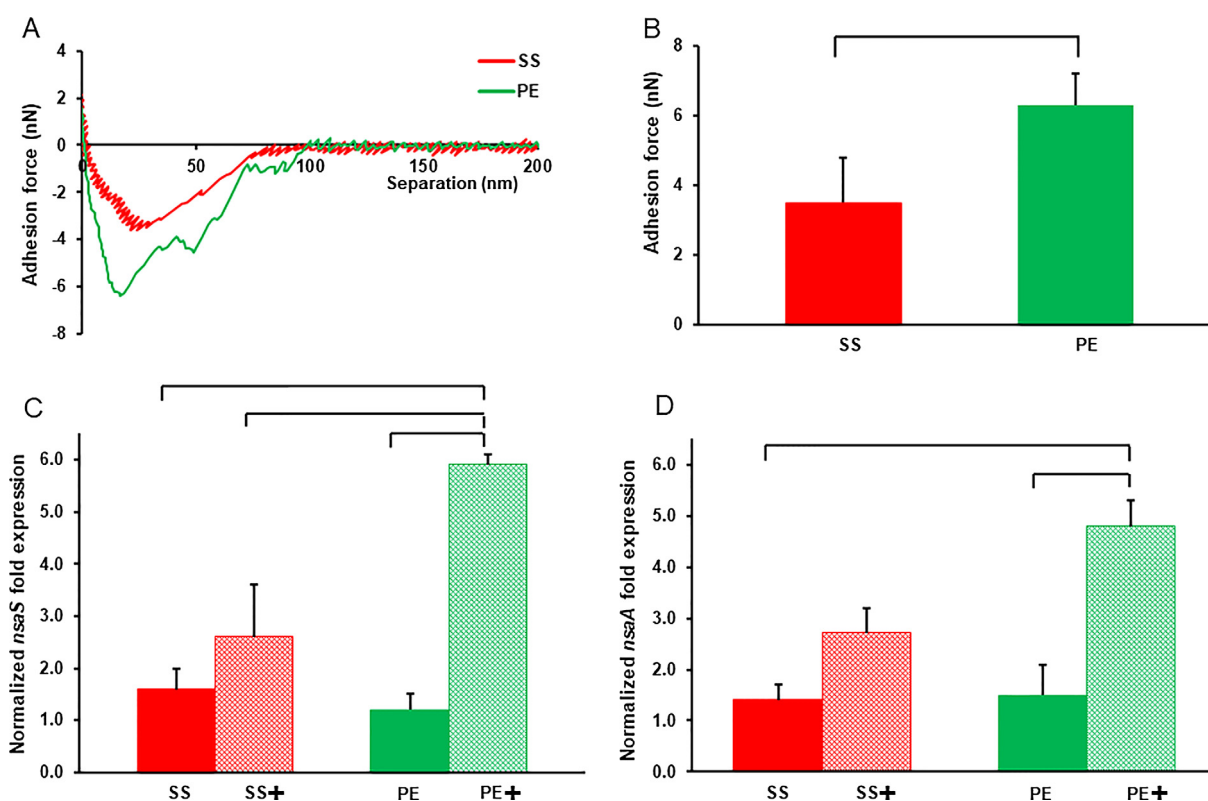 A
Adhesion force (nN)
4
2
0
-2
-4
-6
-8
0
50
100
150
200
Separation (nm)
SS
PE
B
Adhesion force (nN)
8
6
4
2
0
SS
PE
C
Normalized nsaS fold expression
6.0
5.0
4.0
3.0
2.0
1.0
0.0
SS
SS+
PE
PE+
D
Normalized nsaA fold expression
6.0
5.0
4.0
3.0
2.0
1.0
0.0
SS
SS+
PE
PE+